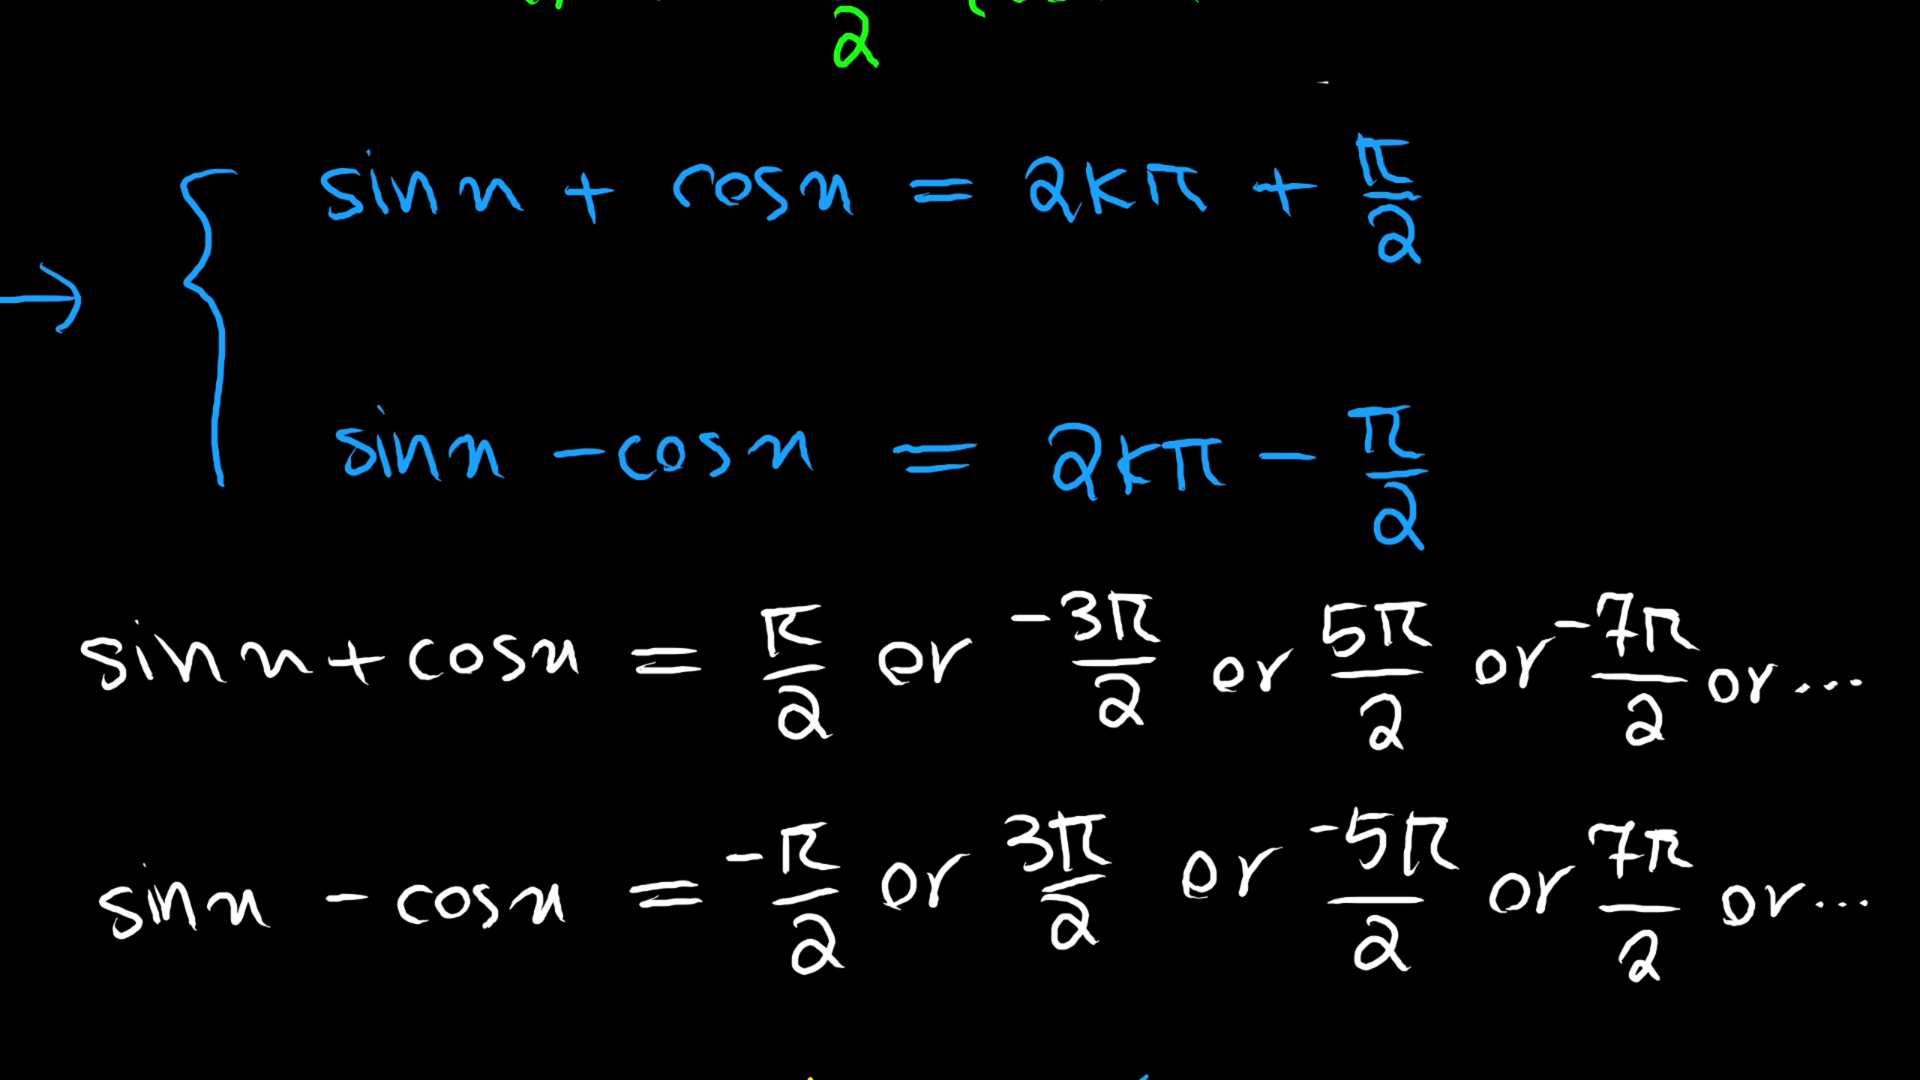 2
sinx + cosx = 2kπ + π/2
→ {
sinx - cosx = 2kπ - π/2
sinx + cosx = π/2 or -3π/2 or 5π/2 or -7π/2 or ...
sinx - cosx = -π/2 or 3π/2 or -5π/2 or 7π/2 or ...